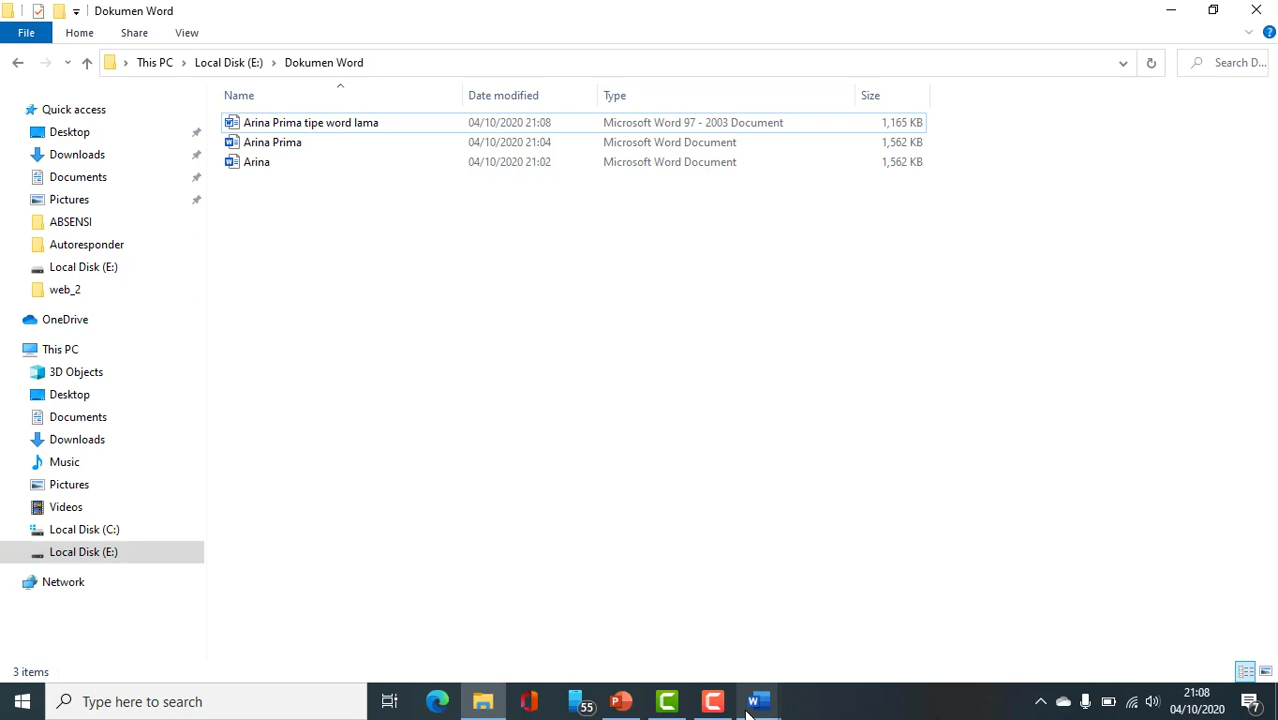 Dokumen Word
File Home Share View
This PC Local Disk (E:) Dokumen Word Search D...
Name Date modified Type Size
Arina Prima tipe word lama 04/10/2020 21:08 Microsoft Word 97 - 2003 Document 1,165 KB
Arina Prima 04/10/2020 21:04 Microsoft Word Document 1,562 KB
Arina 04/10/2020 21:02 Microsoft Word Document 1,562 KB
Quick access
Desktop
Downloads
Documents
Pictures
ABSENSI
Autoresponder
Local Disk (E:)
web_2
OneDrive
This PC
3D Objects
Desktop
Documents
Downloads
Music
Pictures
Videos
Local Disk (C:)
Local Disk (E:)
Network
3 items
Type here to search 55 21:08
04/10/2020 7